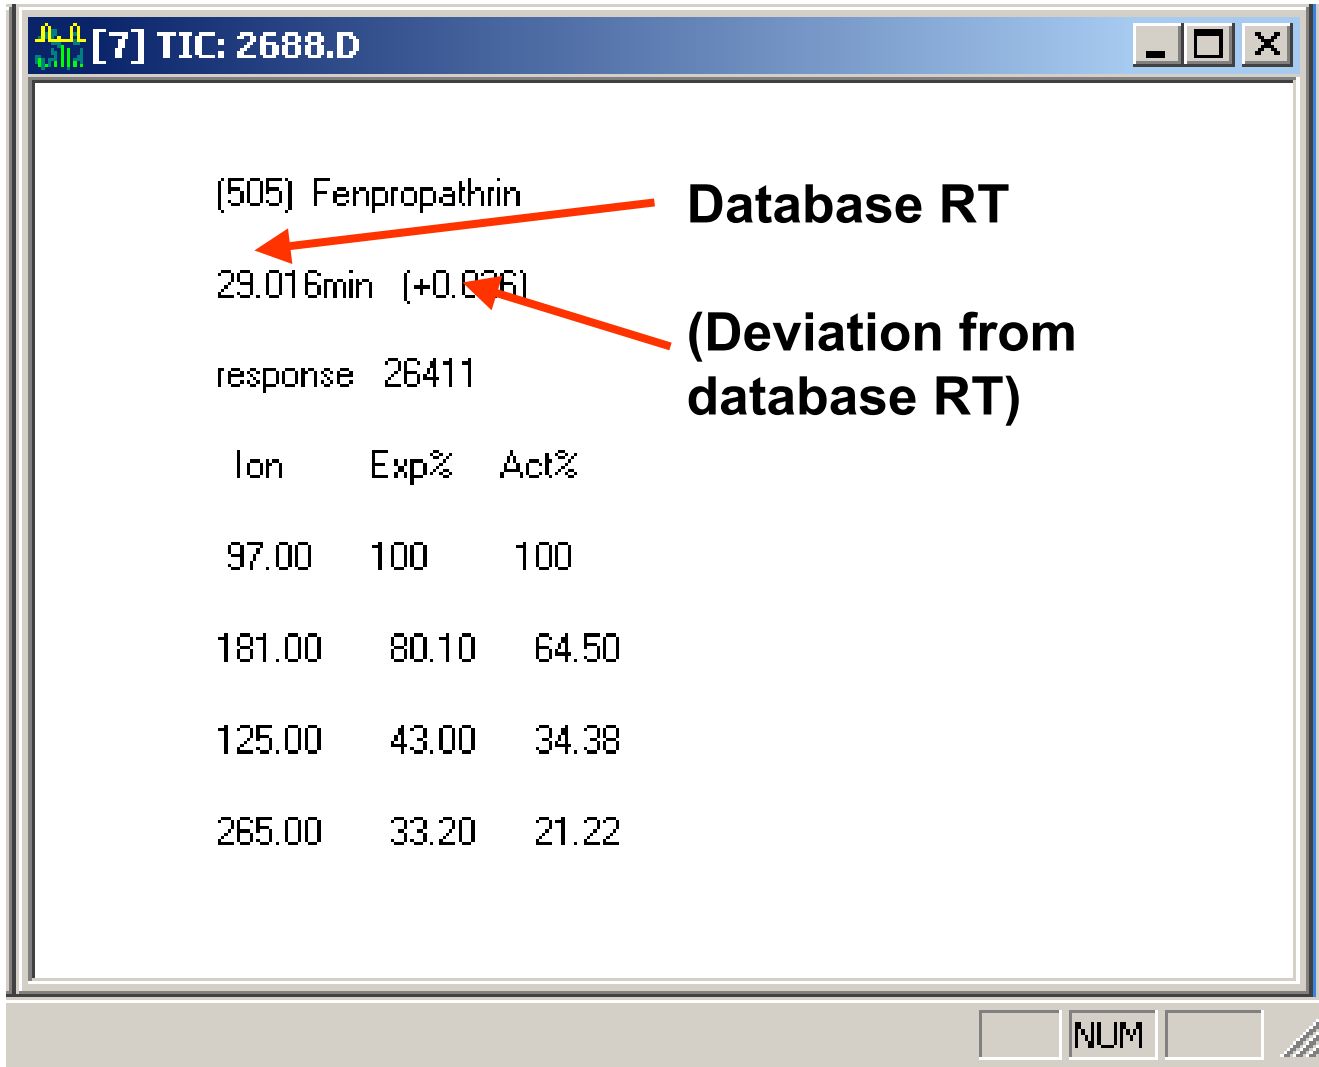 [7] TIC: 2688.D
(505) Fenpropathrin
Database RT
29.016min
(Deviation from
database RT)
response 26411
Ion Exp% Act%
97.00 100 100
181.00 80.10 64.50
125.00 43.00 34.38
265.00 33.20 21.22
NUM